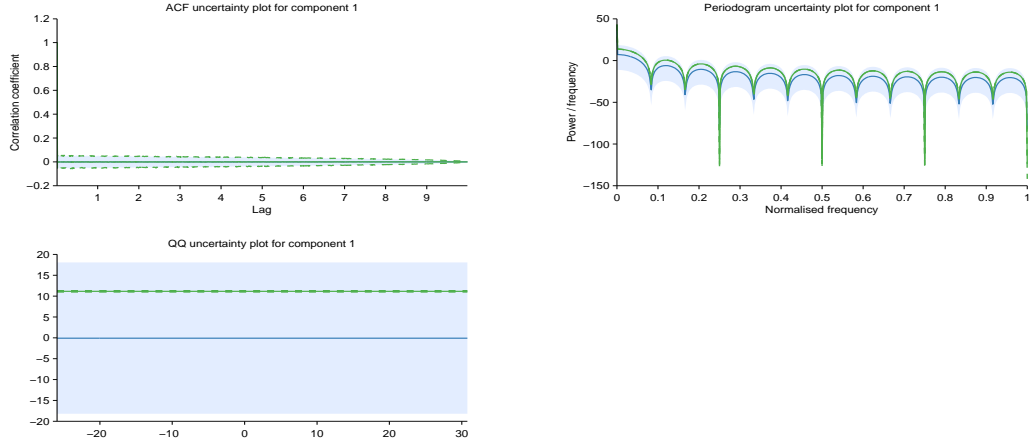 ACF uncertainty plot for component 1
1.2
1
0.8
0.6
0.4
0.2
0
−0.2
Correlation coefficient
1 2 3 4 5 6 7 8 9
Lag
Periodogram uncertainty plot for component 1
50
0
−50
−100
−150
Power / frequency
0 0.1 0.2 0.3 0.4 0.5 0.6 0.7 0.8 0.9 1
Normalised frequency
QQ uncertainty plot for component 1
20
15
10
5
0
−5
−10
−15
−20
−20 −10 0 10 20 30